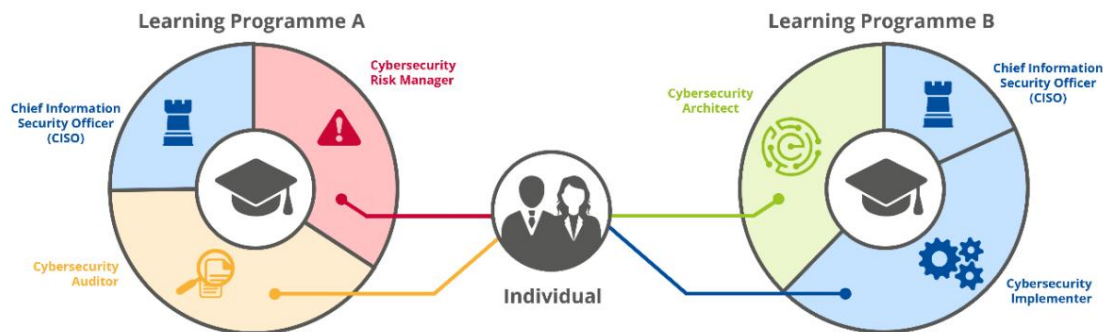 Learning Programme A
Learning Programme B
Cybersecurity
Risk Manager
Chief Information
Security Officer
(CISO)
Cybersecurity
Auditor
Individual
Cybersecurity
Architect
Chief Information
Security Officer
(CISO)
Cybersecurity
Implementer